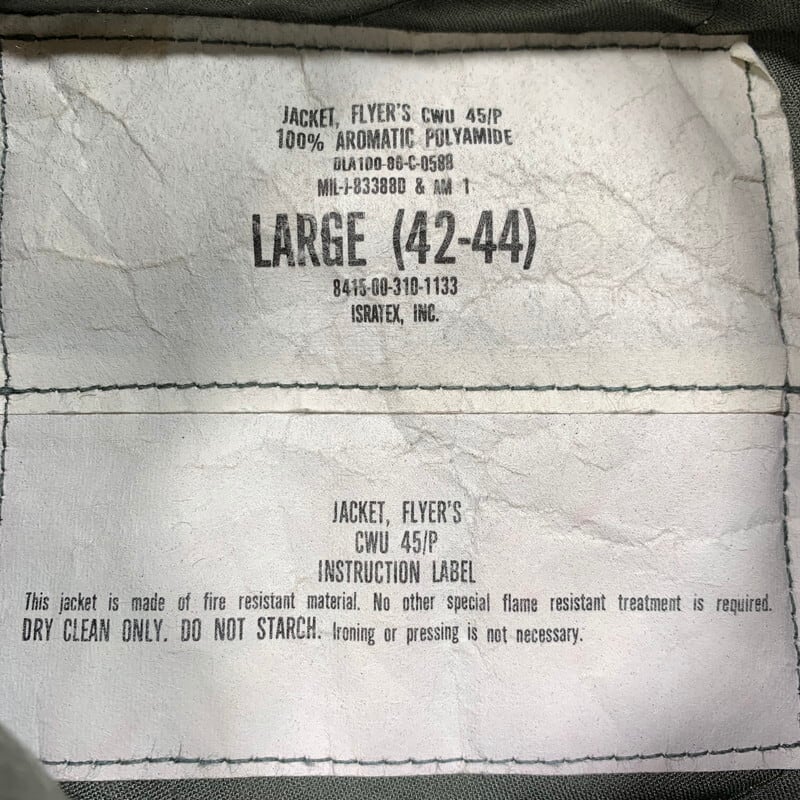 JACKET, FLYER'S CWU 45/P
100% AROMATIC POLYAMIDE
DLA100-86-C-0588
MIL-J-83388D & AM 1
LARGE (42-44)
8415-00-310-1133
ISRATEX, INC.
JACKET, FLYER'S
CWU 45/P
INSTRUCTION LABEL
This jacket is made of fire resistant material. No other special flame resistant treatment is required.
DRY CLEAN ONLY. DO NOT STARCH. Ironing or pressing is not necessary.